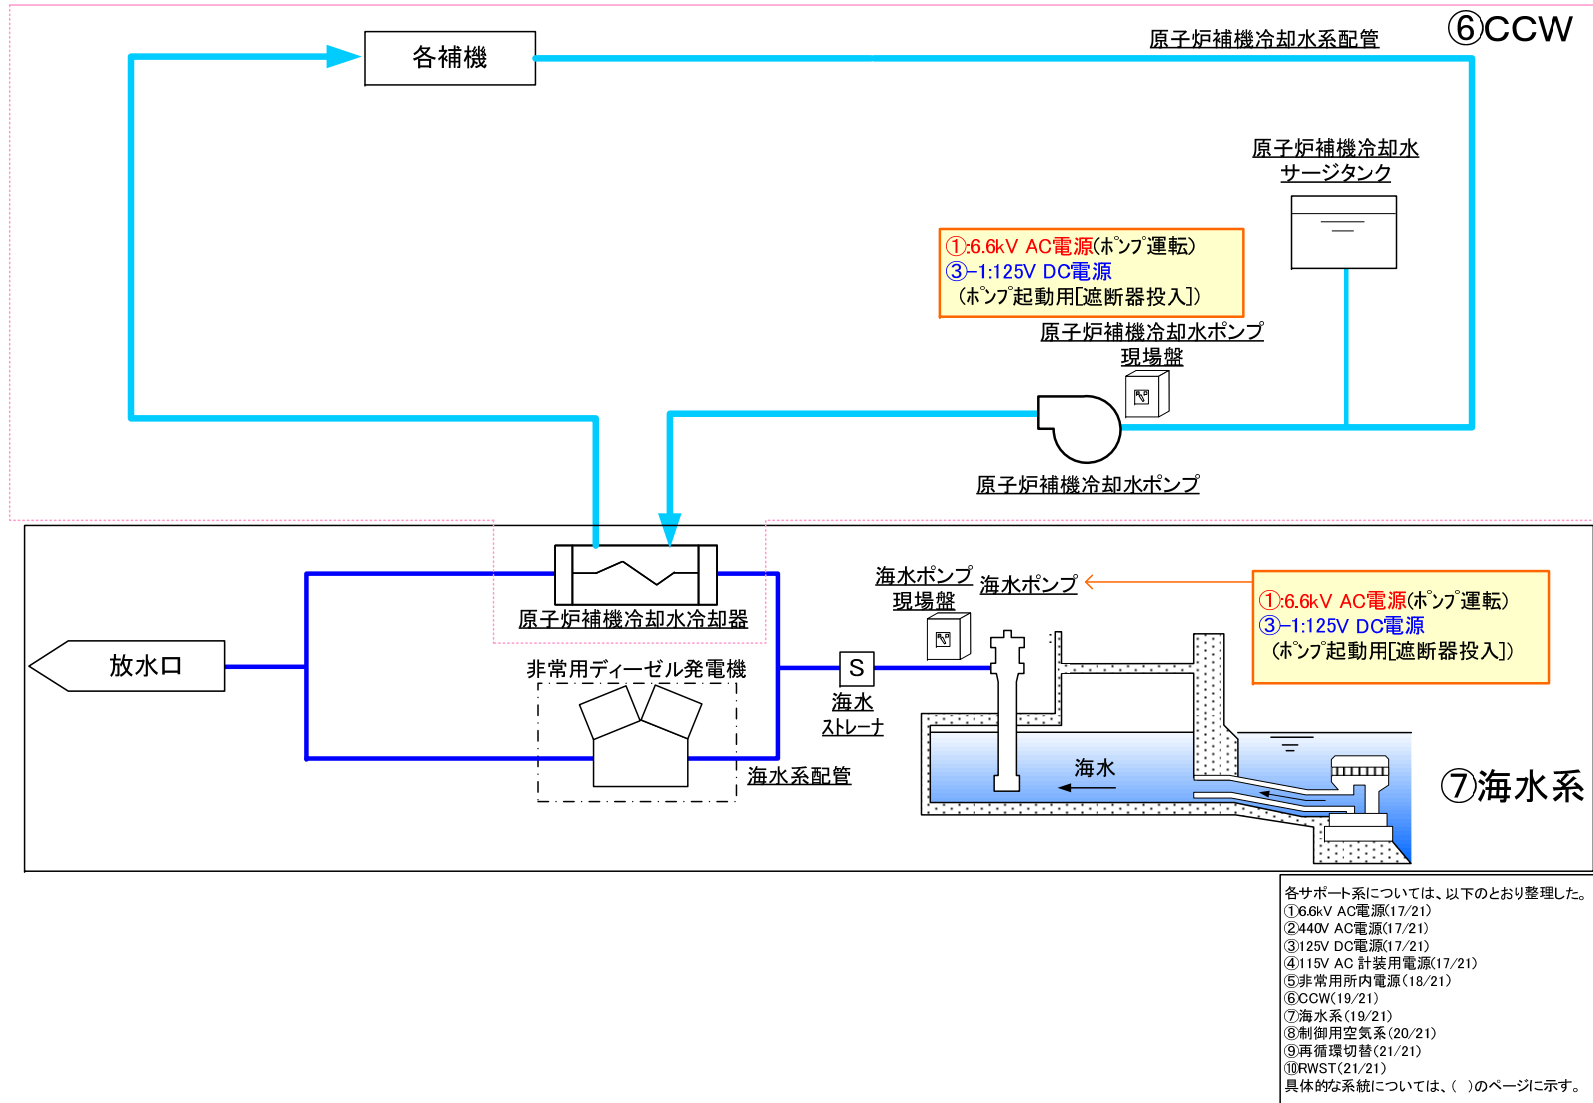 ⑥CCW
原子炉補機冷却水系配管
各補機
原子炉補機冷却水
サージタンク
①:6.6kV AC電源(ポンプ運転)
③-1:125V DC電源
(ポンプ起動用[遮断器投入])
原子炉補機冷却水ポンプ
現場盤
原子炉補機冷却水ポンプ
原子炉補機冷却水冷却器
海水ポンプ
現場盤
海水ポンプ
①:6.6kV AC電源(ポンプ運転)
③-1:125V DC電源
(ポンプ起動用[遮断器投入])
放水口
非常用ディーゼル発電機
S
海水
ストレーナ
海水系配管
海水
⑦海水系
各サポート系については、以下のとおり整理した。
①6.6kV AC電源(17/21)
②440V AC電源(17/21)
③125V DC電源(17/21)
④115V AC 計装用電源(17/21)
⑤非常用所内電源(18/21)
⑥CCW(19/21)
⑦海水系(19/21)
⑧制御用空気系(20/21)
⑨再循環切替(21/21)
⑩RWST(21/21)
具体的な系統については、( )のページに示す。